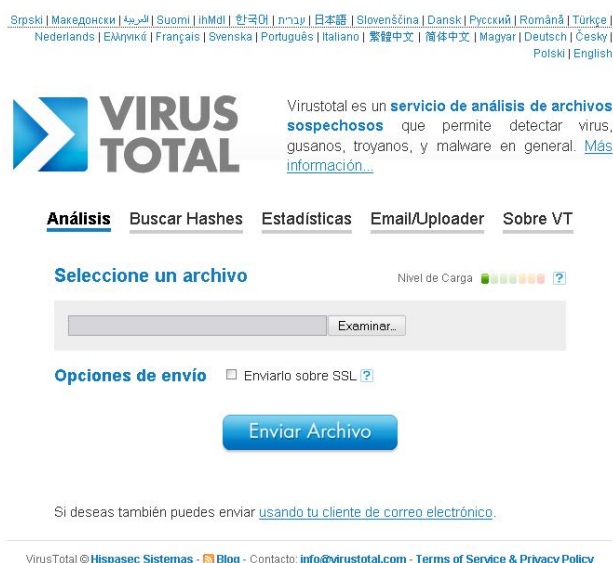 Srpski | Македонски | العربية | Suomi | ihMdI | 한국어 | עברית | 日本語 | Slovenščina | Dansk | Русский | Română | Türkçe |
Nederlands | Ελληνικά | Français | Svenska | Português | Italiano | 繁體中文 | 简体中文 | Magyar | Deutsch | Česky |
Polski | English
VIRUS
TOTAL
Virustotal es un servicio de análisis de archivos
sospechosos que permite detectar virus,
gusanos, troyanos, y malware en general. Más
información...
Análisis Buscar Hashes Estadísticas Email/Uploader Sobre VT
Seleccione un archivo Nivel de Carga ?
Examinar...
Opciones de envío Enviarlo sobre SSL ?
Enviar Archivo
Si deseas también puedes enviar usando tu cliente de correo electrónico.
VirusTotal © Hispasec Sistemas - Blog - Contacto: info@virustotal.com - Terms of Service & Privacy Policy